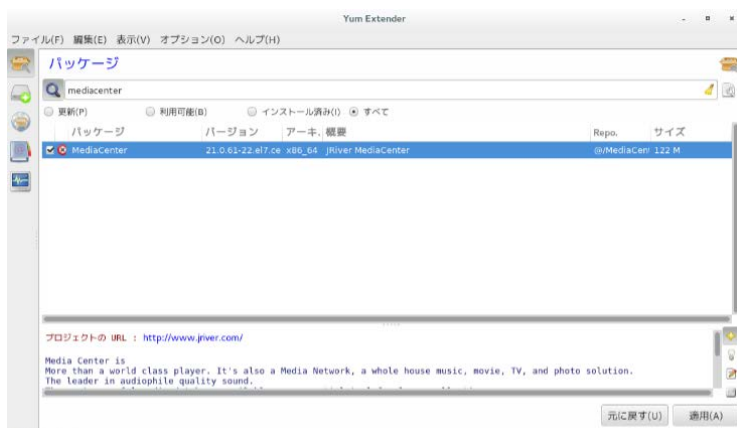 Yum Extender
ファイル(F) 編集(E) 表示(V) オプション(O) ヘルプ(H)
パッケージ
mediacenter
更新(P) 利用可能(B) インストール済み(I) すべて
パッケージ バージョン アーキ. 概要 Repo. サイズ
MediaCenter 21.0.61-22.el7.ce x86_64 JRiver MediaCenter @/MediaCen 122 M
プロジェクトの URL : http://www.jriver.com/
Media Center is
More than a world class player. It's also a Media Network, a whole house music, movie, TV, and photo solution.
The leader in audiophile quality sound.
元に戻す(U) 適用(A)